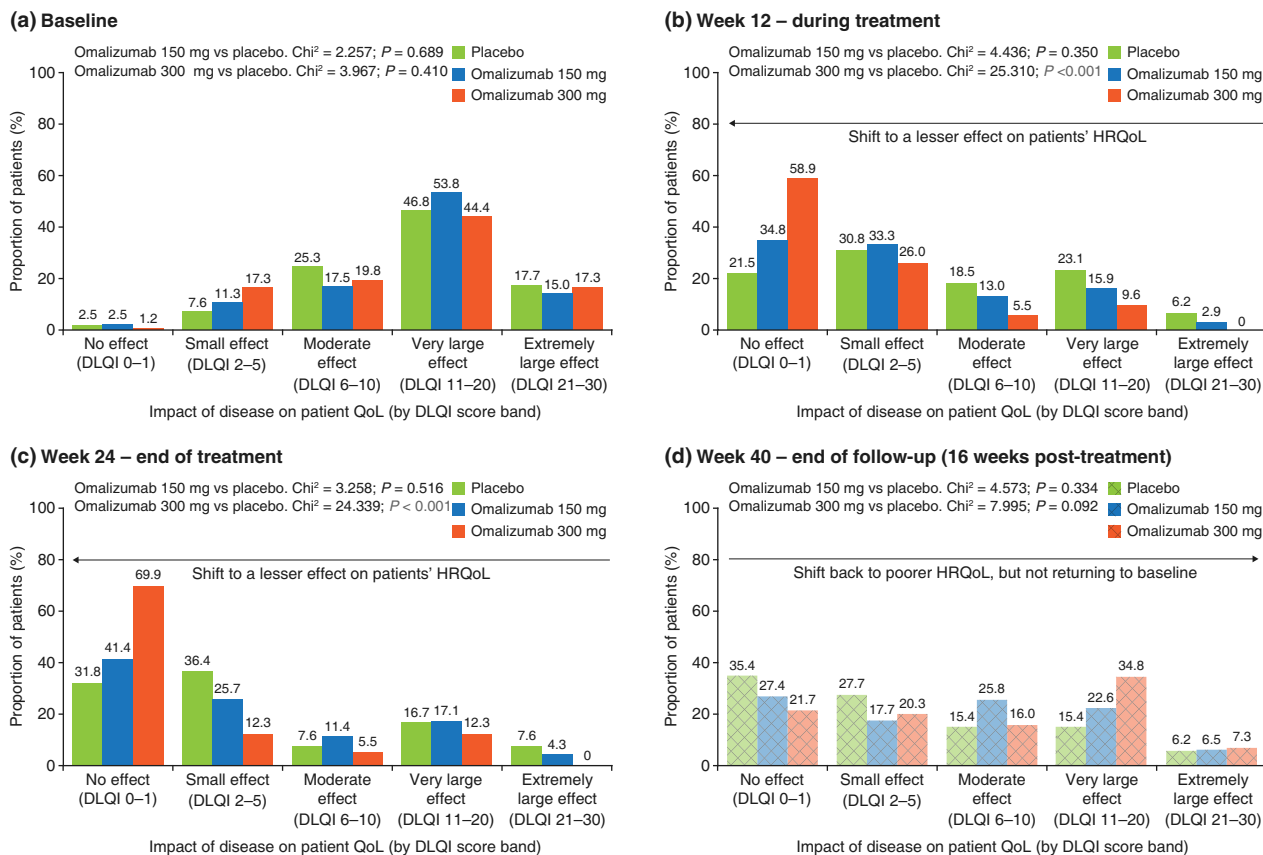 (a) Baseline
Omalizumab 150 mg vs placebo. Chi² = 2.257; P = 0.689
Omalizumab 300 mg vs placebo. Chi² = 3.967; P = 0.410
Placebo
Omalizumab 150 mg
Omalizumab 300 mg
Proportion of patients (%)
100
80
60
40
20
0
2.5 2.5 1.2
7.6 11.3 17.3
25.3 17.5 19.8
46.8 53.8 44.4
17.7 15.0 17.3
No effect
(DLQI 0–1)
Small effect
(DLQI 2–5)
Moderate
effect
(DLQI 6–10)
Very large
effect
(DLQI 11–20)
Extremely
large effect
(DLQI 21–30)
Impact of disease on patient QoL (by DLQI score band)
(b) Week 12 – during treatment
Omalizumab 150 mg vs placebo. Chi² = 4.436; P = 0.350
Omalizumab 300 mg vs placebo. Chi² = 25.310; P <0.001
Placebo
Omalizumab 150 mg
Omalizumab 300 mg
Shift to a lesser effect on patients' HRQoL
Proportion of patients (%)
100
80
60
40
20
0
21.5 34.8 58.9
30.8 33.3 26.0
18.5 13.0 5.5
23.1 15.9 9.6
6.2 2.9 0
No effect
(DLQI 0–1)
Small effect
(DLQI 2–5)
Moderate
effect
(DLQI 6–10)
Very large
effect
(DLQI 11–20)
Extremely
large effect
(DLQI 21–30)
Impact of disease on patient QoL (by DLQI score band)
(c) Week 24 – end of treatment
Omalizumab 150 mg vs placebo. Chi² = 3.258; P = 0.516
Omalizumab 300 mg vs placebo. Chi² = 24.339; P < 0.001
Placebo
Omalizumab 150 mg
Omalizumab 300 mg
Shift to a lesser effect on patients' HRQoL
Proportion of patients (%)
100
80
60
40
20
0
31.8 41.4 69.9
36.4 25.7 12.3
7.6 11.4 5.5
16.7 17.1 12.3
7.6 4.3 0
No effect
(DLQI 0–1)
Small effect
(DLQI 2–5)
Moderate
effect
(DLQI 6–10)
Very large
effect
(DLQI 11–20)
Extremely
large effect
(DLQI 21–30)
Impact of disease on patient QoL (by DLQI score band)
(d) Week 40 – end of follow-up (16 weeks post-treatment)
Omalizumab 150 mg vs placebo. Chi² = 4.573; P = 0.334
Omalizumab 300 mg vs placebo. Chi² = 7.995; P = 0.092
Placebo
Omalizumab 150 mg
Omalizumab 300 mg
Shift back to poorer HRQoL, but not returning to baseline
Proportion of patients (%)
100
80
60
40
20
0
35.4 27.4 21.7
27.7 17.7 20.3
15.4 25.8 16.0
15.4 22.6 34.8
6.2 6.5 7.3
No effect
(DLQI 0–1)
Small effect
(DLQI 2–5)
Moderate
effect
(DLQI 6–10)
Very large
effect
(DLQI 11–20)
Extremely
large effect
(DLQI 21–30)
Impact of disease on patient QoL (by DLQI score band)